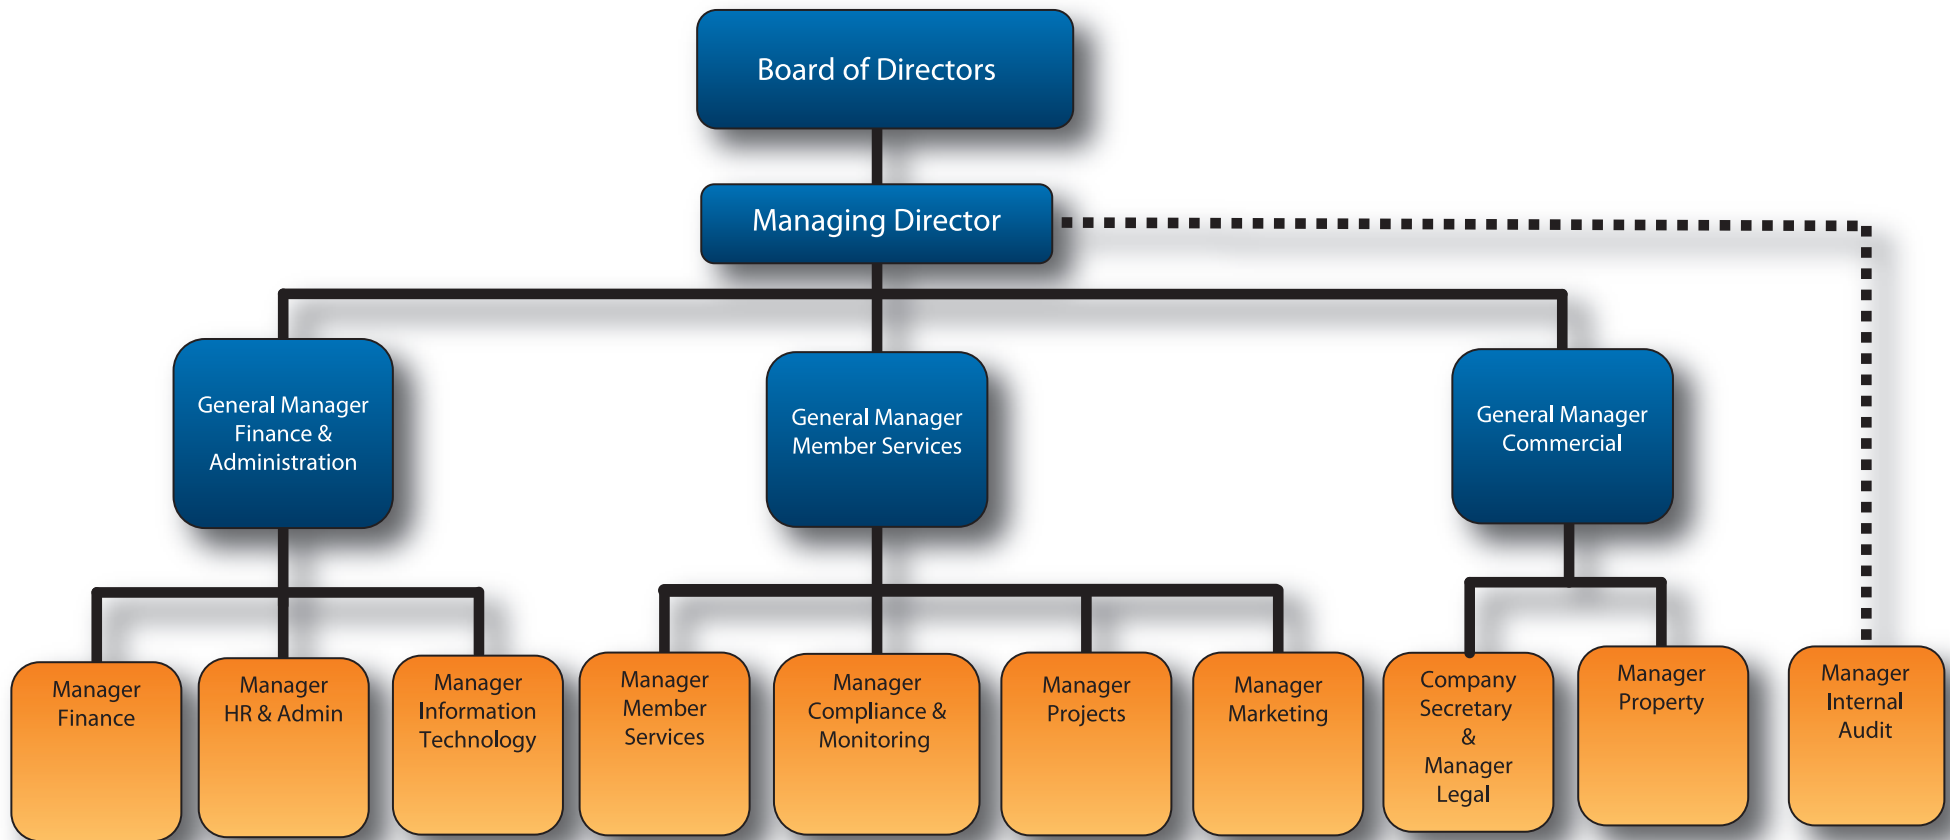 Board of Directors
Managing Director
General Manager
Finance &
Administration
General Manager
Member Services
General Manager
Commercial
Manager
Finance
Manager
HR & Admin
Manager
Information
Technology
Manager
Member
Services
Manager
Compliance &
Monitoring
Manager
Projects
Manager
Marketing
Company
Secretary
&
Manager
Legal
Manager
Property
Manager
Internal
Audit